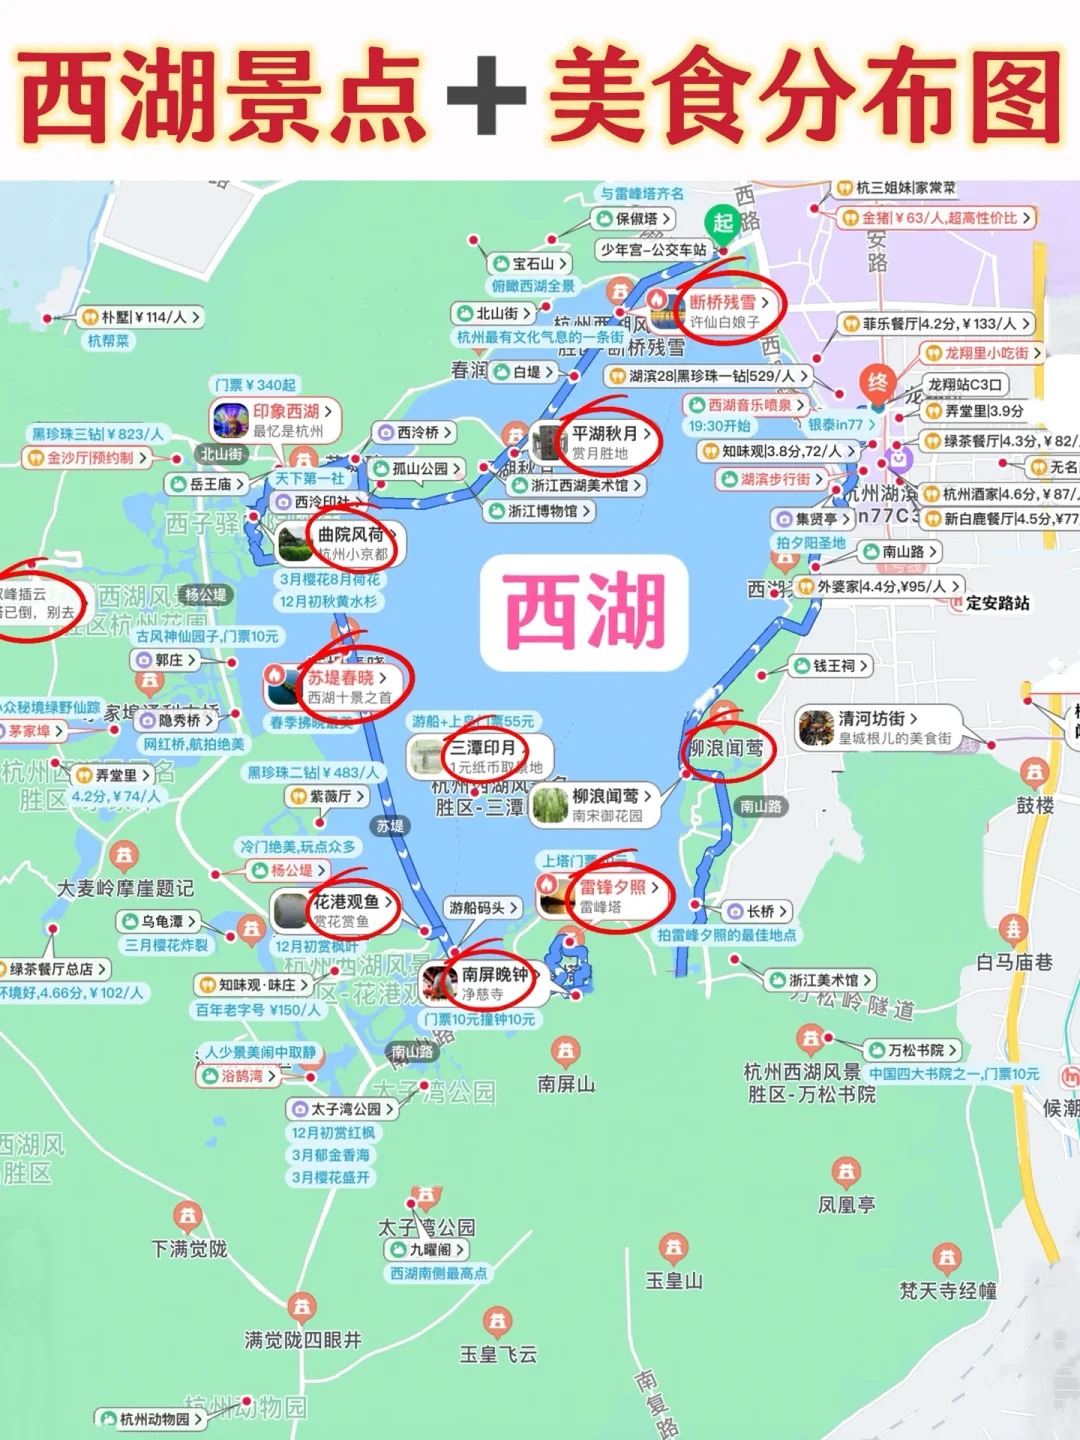 西湖景点+美食分布图
与雷峰塔齐名
保俶塔
少年宫-公交车站
起
宝石山
俯瞰西湖全景
杭三姐妹|家常菜
金猪|¥63/人,超高性价比
北山街
杭州最有文化气息的一条街
断桥残雪
许仙白娘子
朴墅|¥114/人
杭帮菜
白堤
菲乐餐厅|4.2分,¥133/人
龙翔里小吃街
湖滨28|黑珍珠一钻|529/人
终
龙翔站C3口
门票¥340起
印象西湖
最忆是杭州
西湖音乐喷泉
19:30开始
银泰in77
弄堂里|3.9分
黑珍珠三钻|¥823/人
金沙厅|预约制
北山街
西泠桥
平湖秋月
赏月胜地
知味观|3.8分,72/人
绿茶餐厅|4.3分,¥82/
岳王庙
天下第一社
孤山公园
浙江西湖美术馆
湖滨步行街
无名
西泠印社
浙江博物馆
杭州酒家|4.6分,¥87/
新白鹿餐厅|4.5分,¥77
集贤亭
拍夕阳圣地
曲院风荷
杭州小京都
3月樱花8月荷花
12月初秋黄水杉
南山路
外婆家|4.4分,¥95/人
定安路站
峰插云
塔已倒，别去
杨公堤
西湖
古风神仙园子,门票10元
郭庄
苏堤春晓
西湖十景之首
春季拂晓最美
钱王祠
众秘境绿野仙踪
茅家埠
隐秀桥
网红桥,航拍绝美
游船+上岛门票55元
三潭印月
1元纸币取景地
柳浪闻莺
清河坊街
皇城根儿的美食街
弄堂里
4.2分,¥74/人
黑珍珠二钻|¥483/人
紫薇厅
柳浪闻莺
南宋御花园
南山路
鼓楼
苏堤
冷门绝美,玩点众多
杨公堤
大麦岭摩崖题记
上塔门票
雷锋夕照
雷峰塔
花港观鱼
赏花赏鱼
12月初赏枫叶
游船码头
长桥
拍雷峰夕照的最佳地点
乌龟潭
三月樱花炸裂
白马庙巷
绿茶餐厅总店
环境好,4.66分,¥102/人
知味观·味庄
百年老字号 ¥150/人
南屏晚钟
净慈寺
门票10元撞钟10元
浙江美术馆
万松岭隧道
人少景美闹中取静
浴鹄湾
南山路
太子湾公园
南屏山
杭州西湖风景
胜区-万松书院
万松书院
中国四大书院之一,门票10元
候潮
太子湾公园
12月初赏红枫
3月郁金香海
3月樱花盛开
西湖风
胜区
下满觉陇
太子湾公园
九曜阁
西湖南侧最高点
凤凰亭
玉皇山
梵天寺经幢
满觉陇四眼井
玉皇飞云
南复路
杭州动物园
杭州动物园